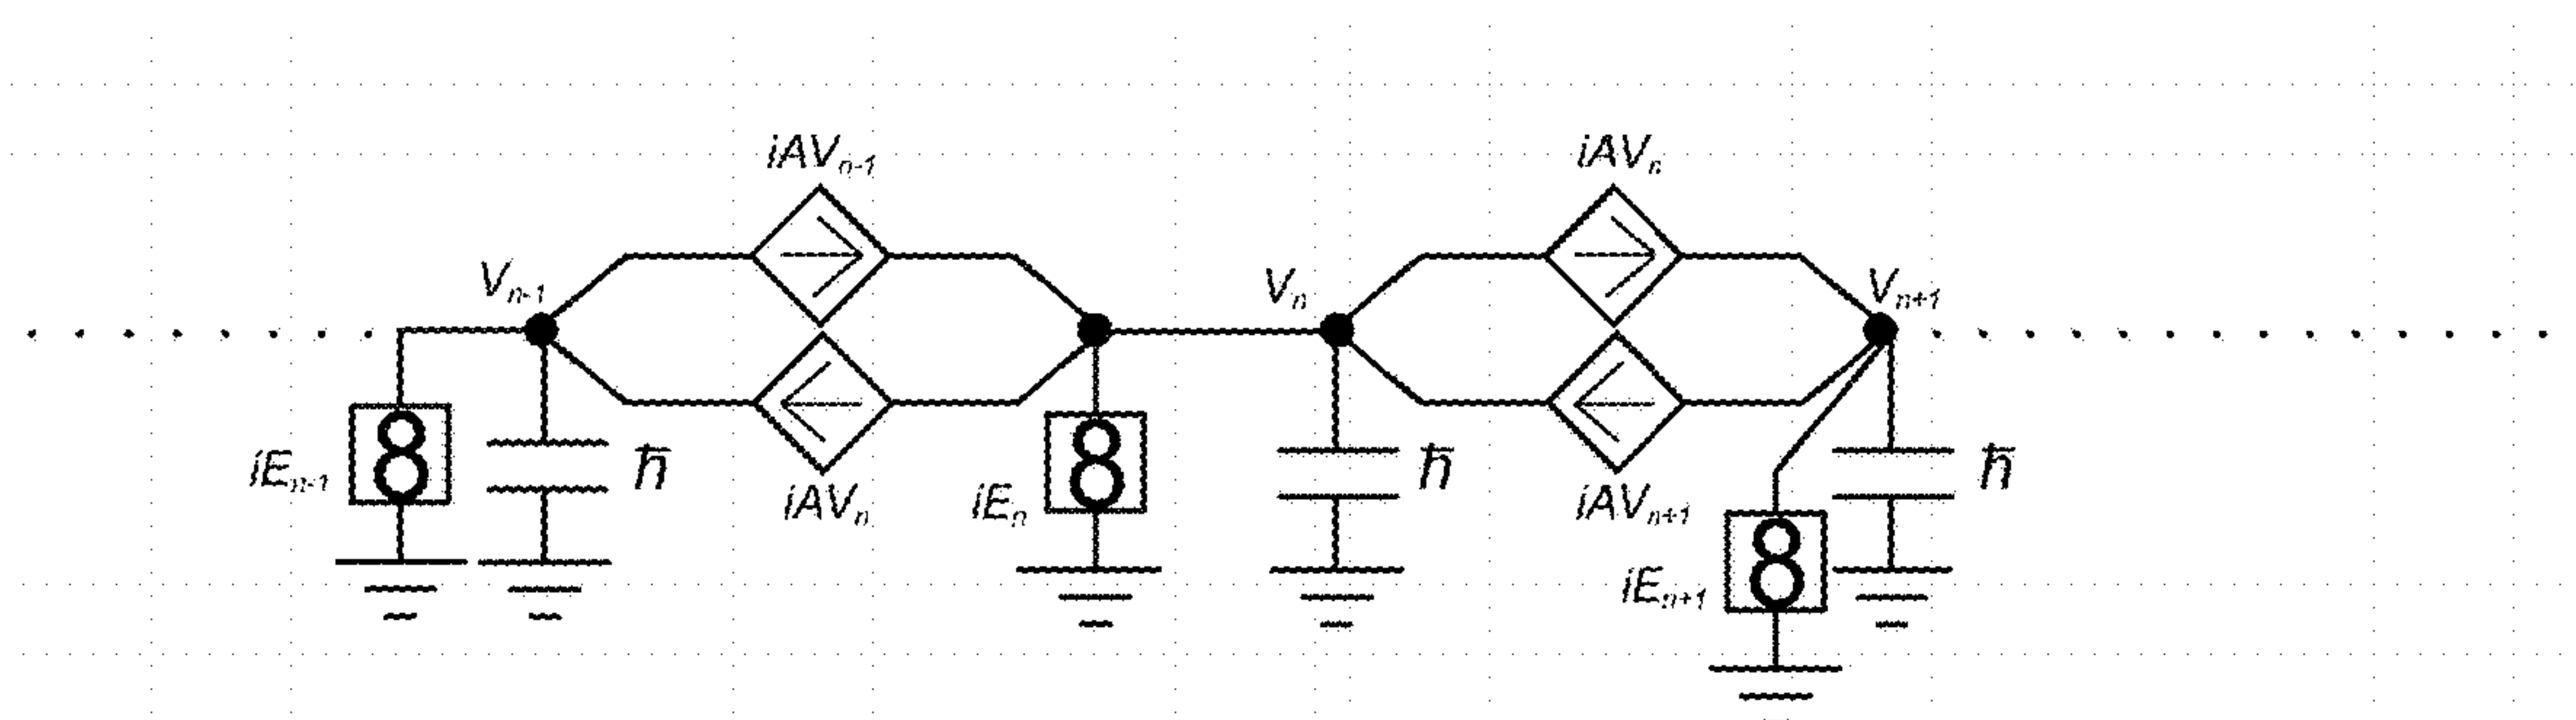 iAVₙ₋₁
iAVₙ
Vₙ₋₁
Vₙ
Vₙ₊₁
iEₙ₋₁
ħ
iAVₙ
iEₙ
ħ
iAVₙ₊₁
iEₙ₊₁
ħ